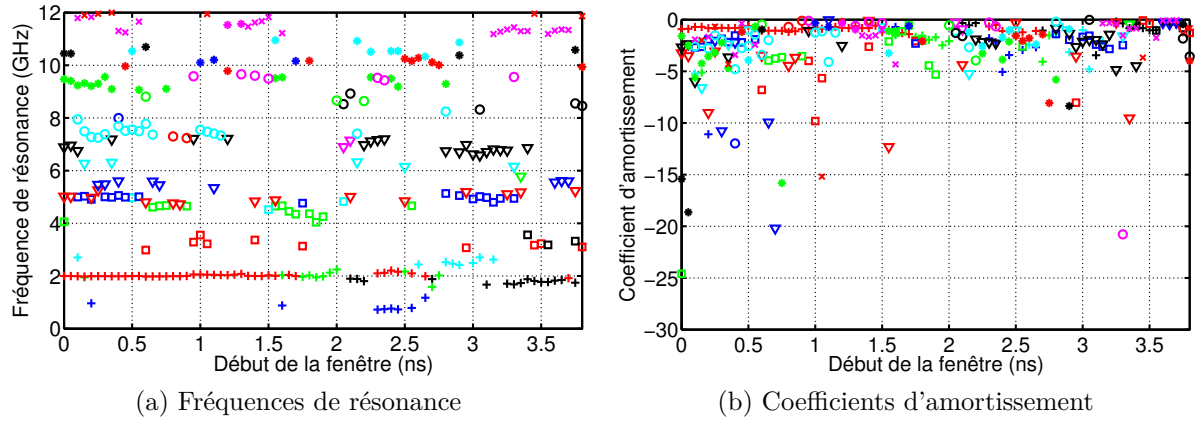 12
10
8
6
4
2
0
Fréquence de résonance (GHz)
0 0.5 1 1.5 2 2.5 3 3.5
Début de la fenêtre (ns)
(a) Fréquences de résonance
0
−5
−10
−15
−20
−25
−30
Coefficient d'amortissement
0 0.5 1 1.5 2 2.5 3 3.5
Début de la fenêtre (ns)
(b) Coefficients d'amortissement